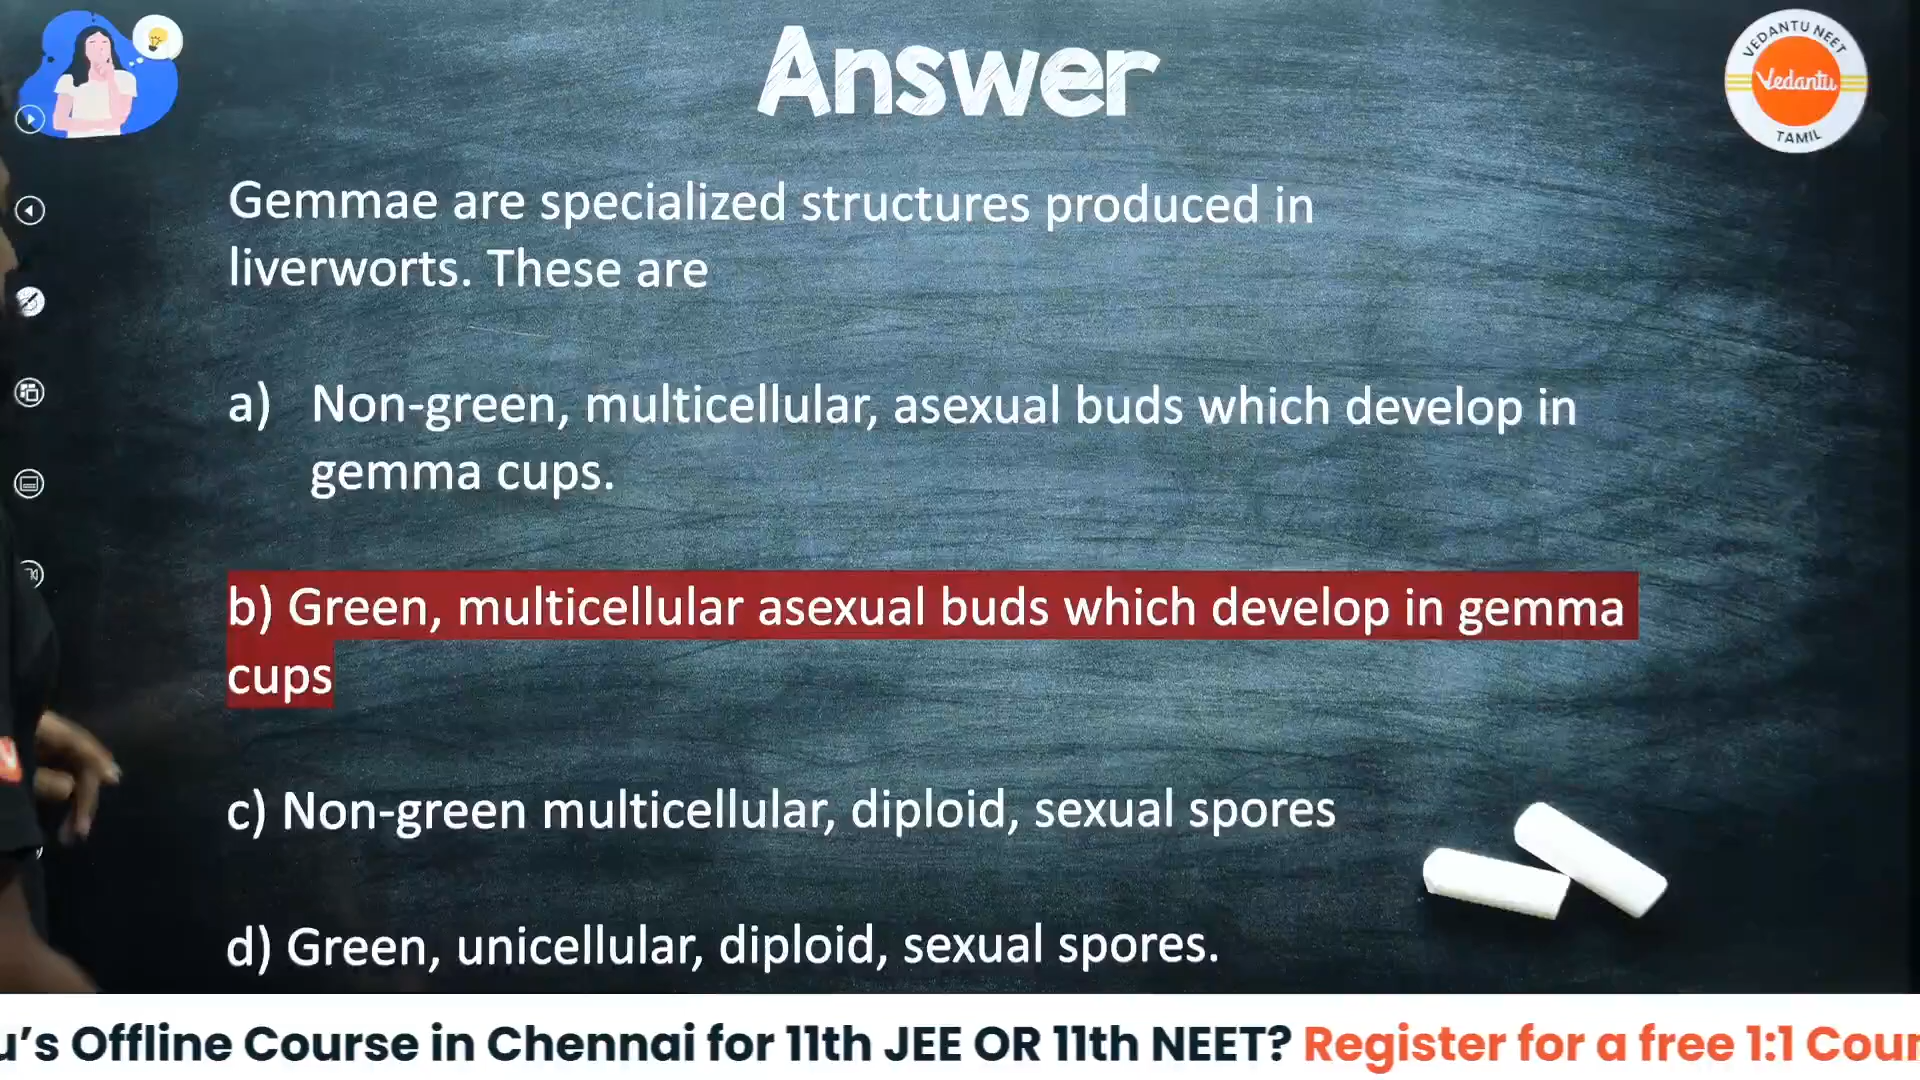 Answer
VEDANTU NEET
Vedantu
TAMIL
Gemmae are specialized structures produced in
liverworts. These are
a) Non-green, multicellular, asexual buds which develop in
gemma cups.
b) Green, multicellular asexual buds which develop in gemma
cups
c) Non-green multicellular, diploid, sexual spores
d) Green, unicellular, diploid, sexual spores.
u's Offline Course in Chennai for 11th JEE OR 11th NEET? Register for a free 1:1 Cour